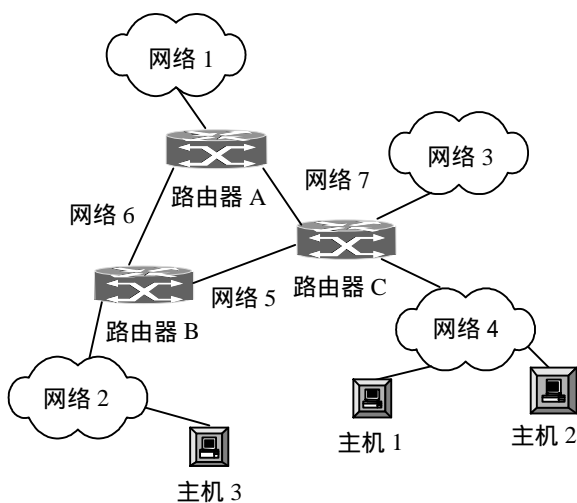 网络 1
网络 3
网络 7
路由器 A
网络 6
网络 5
路由器 C
路由器 B
网络 4
网络 2
主机 1
主机 2
主机 3